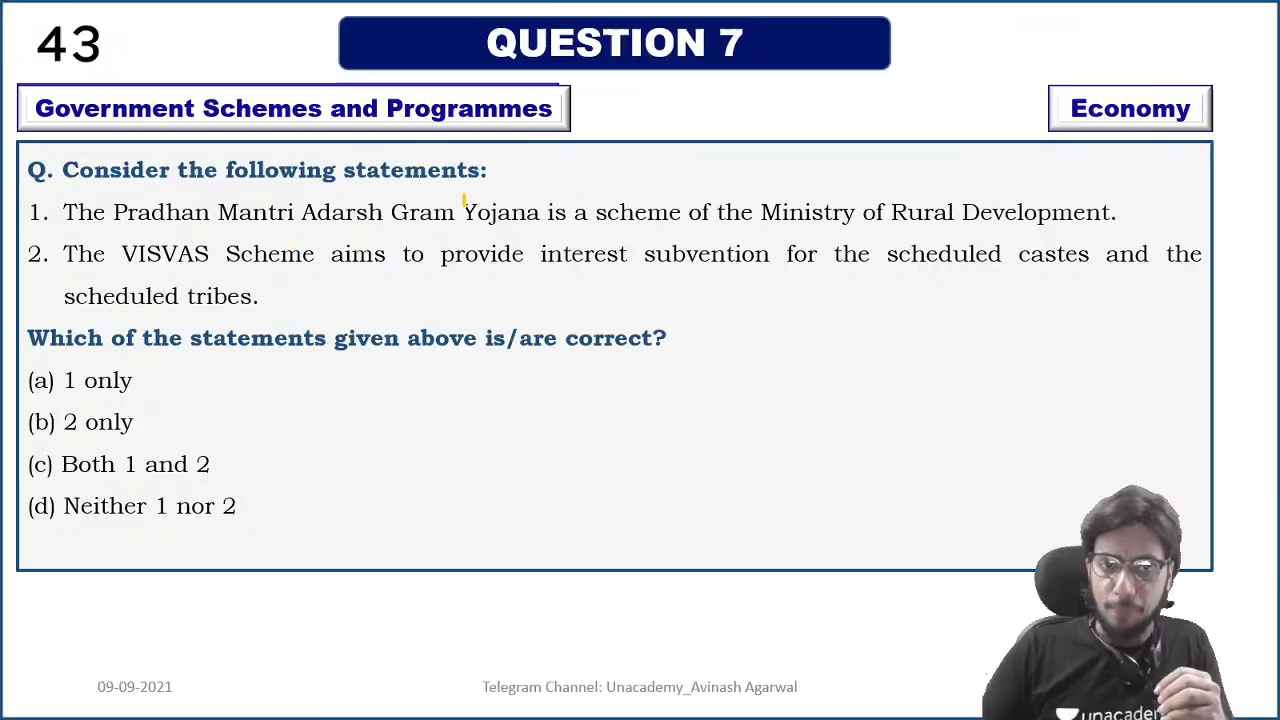 43
QUESTION 7
Government Schemes and Programmes
Economy
Q. Consider the following statements:
1. The Pradhan Mantri Adarsh Gram Yojana is a scheme of the Ministry of Rural Development.
2. The VISVAS Scheme aims to provide interest subvention for the scheduled castes and the
scheduled tribes.
Which of the statements given above is/are correct?
(a) 1 only
(b) 2 only
(c) Both 1 and 2
(d) Neither 1 nor 2
09-09-2021
Telegram Channel: Unacademy_Avinash Agarwal
unacadem